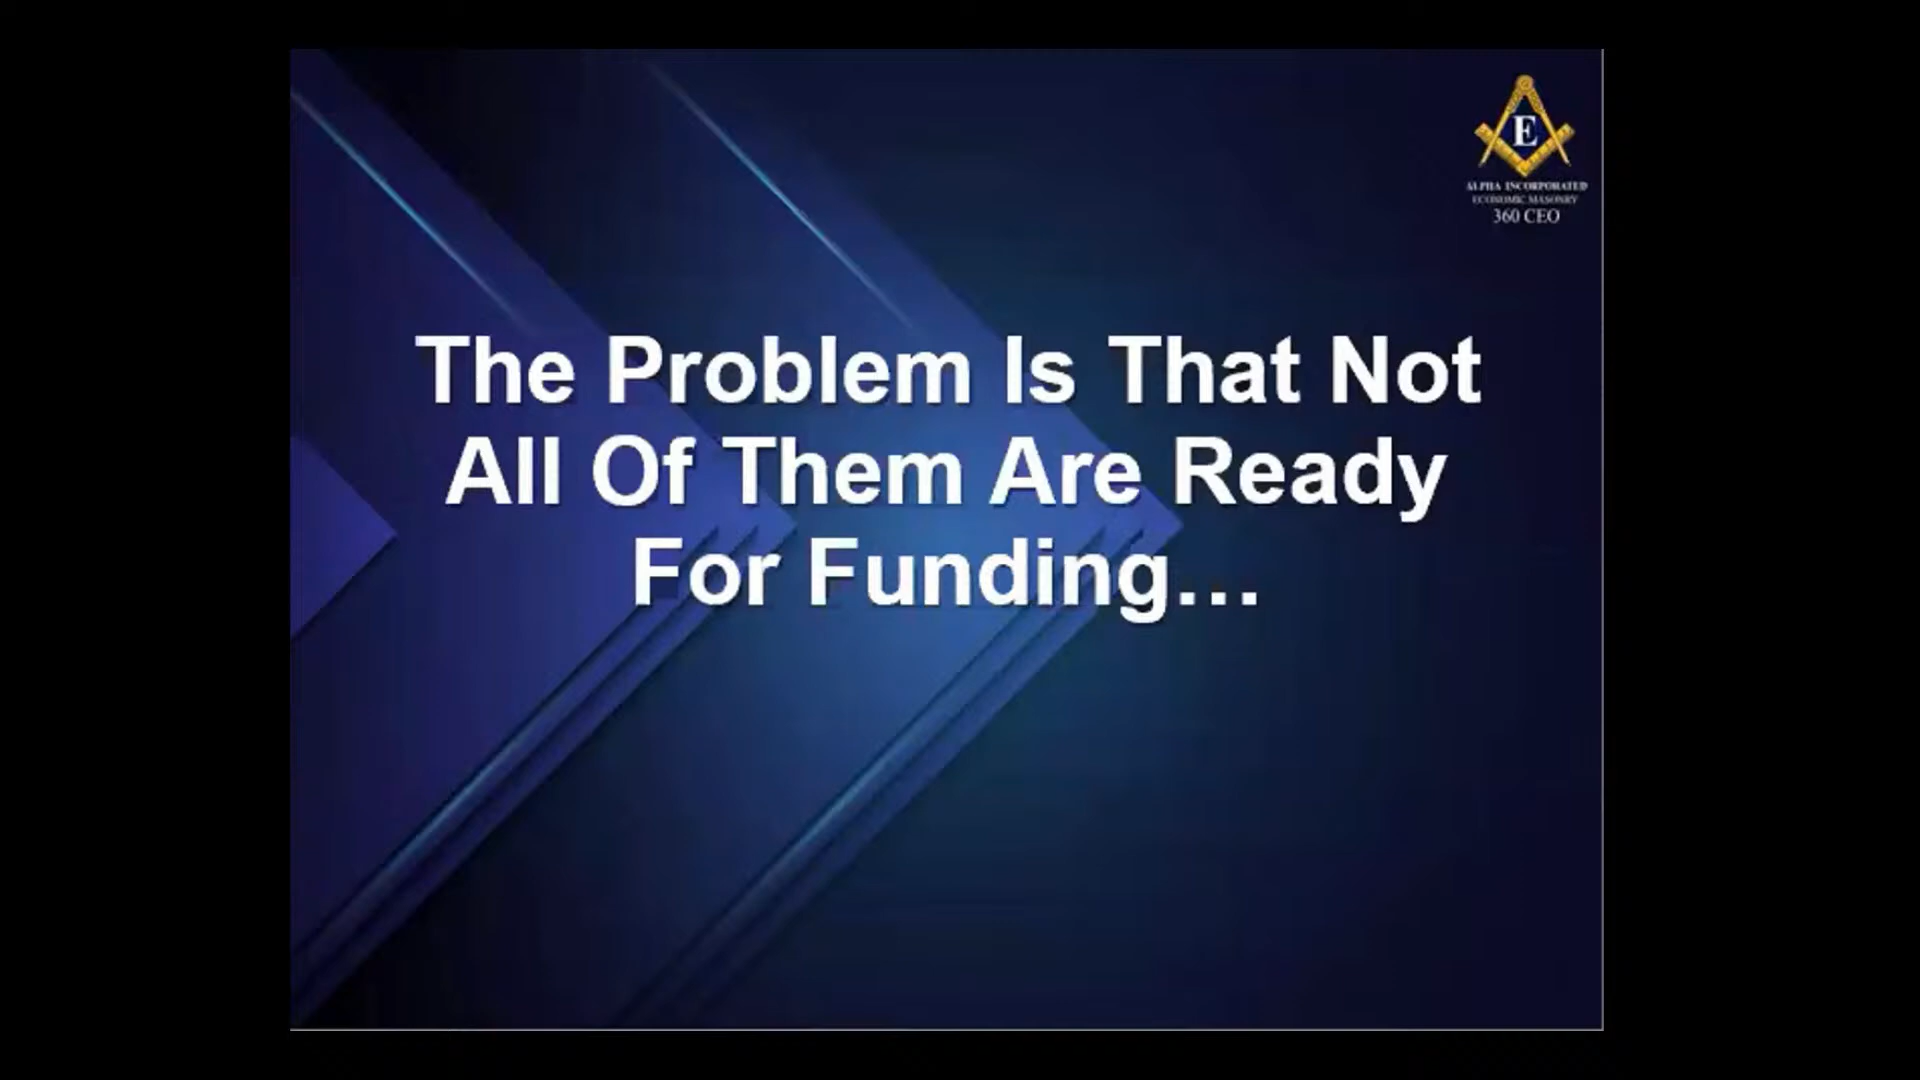 E
ALPHA INCORPORATED
ECONOMIC MASONRY
360 CEO
The Problem Is That Not
All Of Them Are Ready
For Funding...